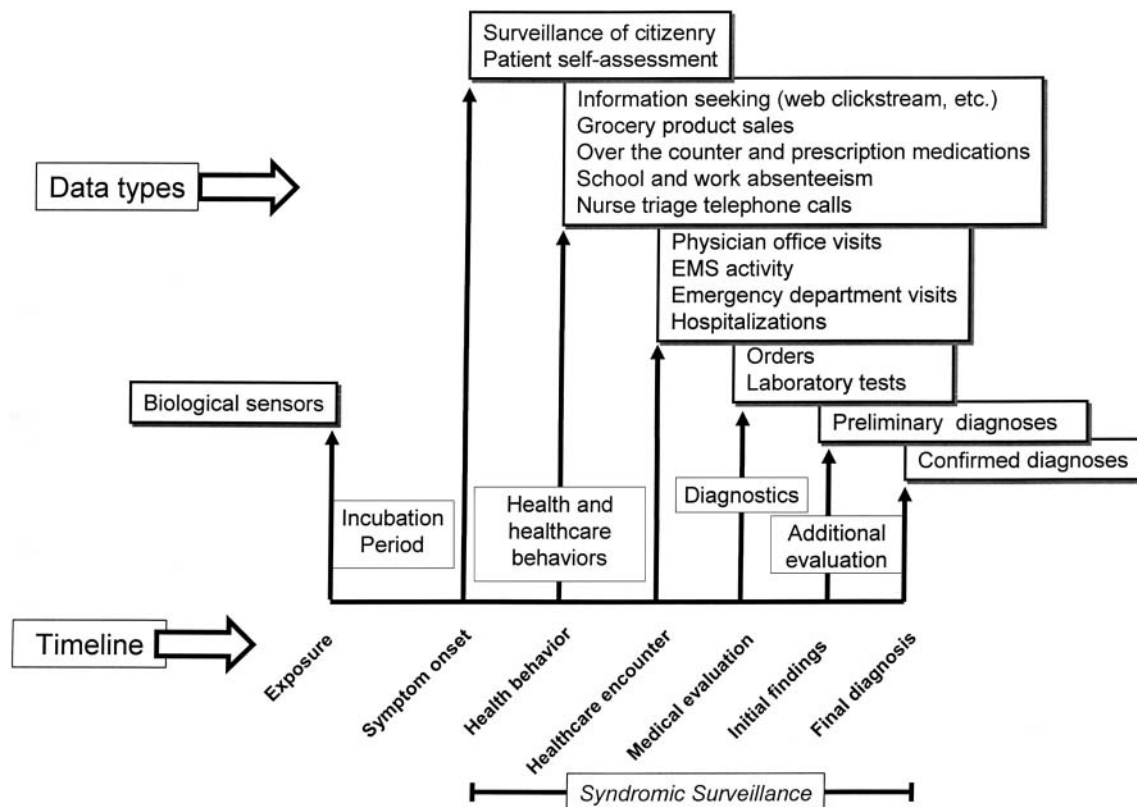 Surveillance of citizenry
Patient self-assessment
Information seeking (web clickstream, etc.)
Grocery product sales
Over the counter and prescription medications
School and work absenteeism
Nurse triage telephone calls
Data types
Physician office visits
EMS activity
Emergency department visits
Hospitalizations
Orders
Laboratory tests
Biological sensors
Preliminary diagnoses
Confirmed diagnoses
Incubation
Period
Health and
healthcare
behaviors
Diagnostics
Additional
evaluation
Timeline
Exposure
Symptom onset
Health behavior
Healthcare encounter
Medical evaluation
Initial findings
Final diagnosis
Syndromic Surveillance